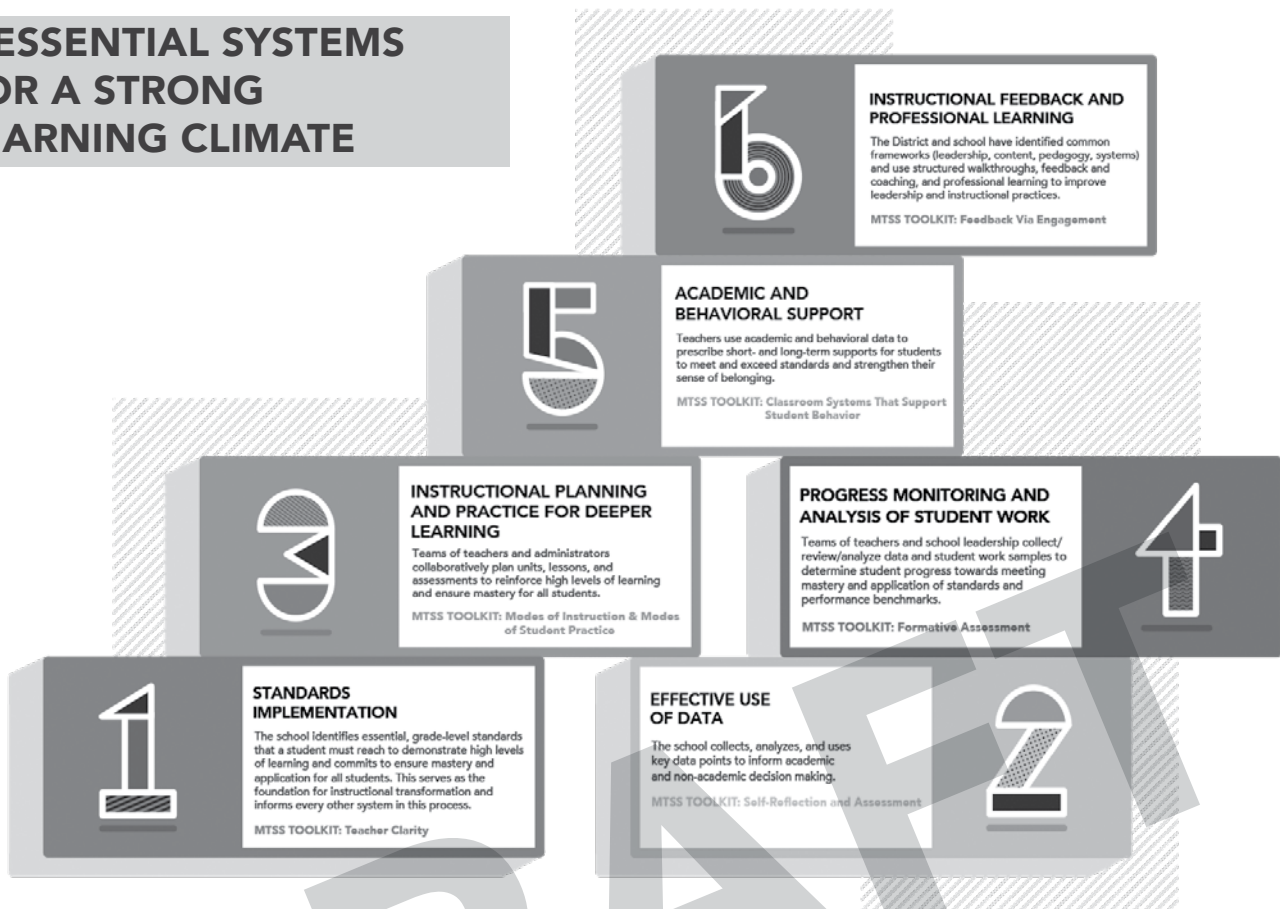 ESSENTIAL SYSTEMS
OR A STRONG
ARNING CLIMATE
6
INSTRUCTIONAL FEEDBACK AND
PROFESSIONAL LEARNING
The District and school have identified common
frameworks (leadership, content, pedagogy, systems)
and use structured walkthroughs, feedback and
coaching, and professional learning to improve
leadership and instructional practices.
MTSS TOOLKIT: Feedback Via Engagement
5
ACADEMIC AND
BEHAVIORAL SUPPORT
Teachers use academic and behavioral data to
prescribe short- and long-term supports for students
to meet and exceed standards and strengthen their
sense of belonging.
MTSS TOOLKIT: Classroom Systems That Support
Student Behavior
3
INSTRUCTIONAL PLANNING
AND PRACTICE FOR DEEPER
LEARNING
Teams of teachers and administrators
collaboratively plan units, lessons, and
assessments to reinforce high levels of learning
and ensure mastery for all students.
MTSS TOOLKIT: Modes of Instruction & Modes
of Student Practice
PROGRESS MONITORING AND
ANALYSIS OF STUDENT WORK
Teams of teachers and school leadership collect/
review/analyze data and student work samples to
determine student progress towards meeting
mastery and application of standards and
performance benchmarks.
MTSS TOOLKIT: Formative Assessment
4
1
STANDARDS
IMPLEMENTATION
The school identifies essential, grade-level standards
that a student must reach to demonstrate high levels
of learning and commits to ensure mastery and
application for all students. This serves as the
foundation for instructional transformation and
informs every other system in this process.
MTSS TOOLKIT: Teacher Clarity
EFFECTIVE USE
OF DATA
The school collects, analyzes, and uses
key data points to inform academic
and non-academic decision making.
MTSS TOOLKIT: Self-Reflection and Assessment
2
RAFT